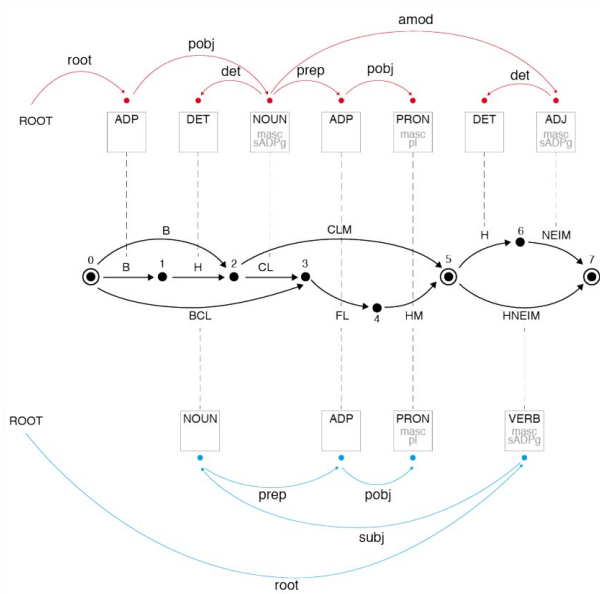 amod
root
pobj
det
prep
pobj
det
ROOT
ADP
DET
NOUN
masc
sADPg
ADP
PRON
masc
pl
DET
ADJ
masc
sADPg
B
CLM
H
6
NEIM
0
B
1
H
2
CL
3
5
7
BCL
FL
4
HM
HNEIM
ROOT
NOUN
ADP
PRON
masc
pl
VERB
masc
sADPg
prep
pobj
subj
root